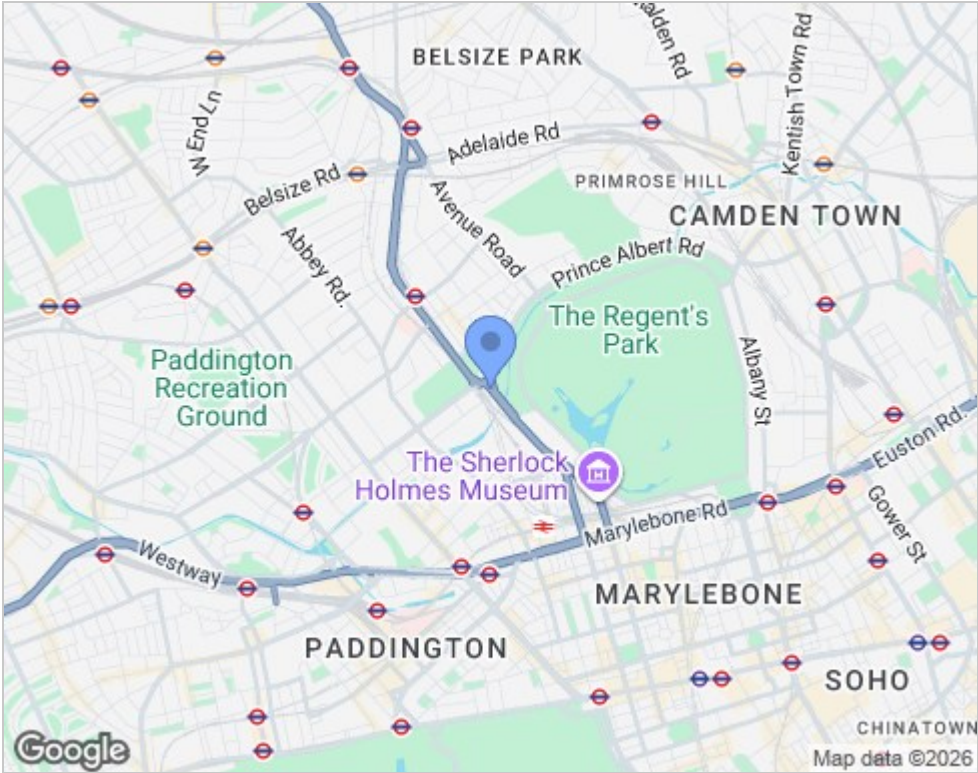 BELSIZE PARK
alden Rd
Kentish Town Rd
W End Ln
Adelaide Rd
Belsize Rd
PRIMROSE HILL
CAMDEN TOWN
Avenue Road
Abbey Rd.
Prince Albert Rd
The Regent's
Park
Albany St
Paddington
Recreation
Ground
Euston Rd.
The Sherlock
Holmes Museum
Gower St
Marylebone Rd
Westway
MARYLEBONE
PADDINGTON
SOHO
CHINATOWN
Google
Map data ©2026